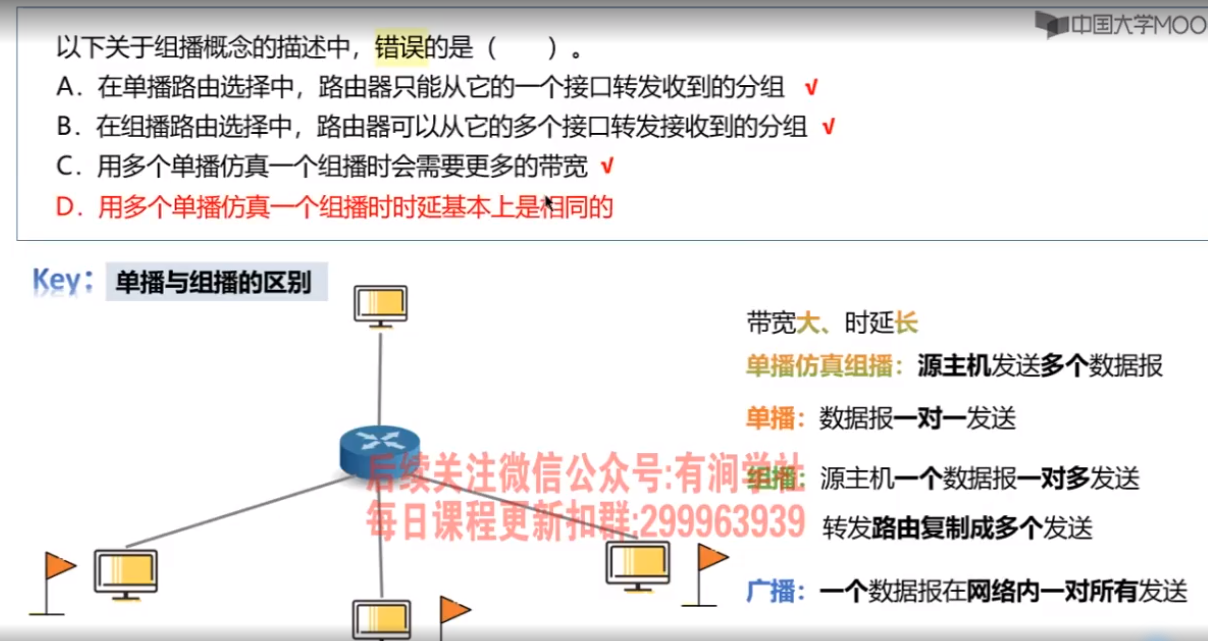 中国大学MOO
以下关于组播概念的描述中，错误的是（　　）。
A．在单播路由选择中，路由器只能从它的一个接口转发收到的分组 √
B．在组播路由选择中，路由器可以从它的多个接口转发接收到的分组 √
C．用多个单播仿真一个组播时会需要更多的带宽 √
D．用多个单播仿真一个组播时时延基本上是相同的
Key：单播与组播的区别
带宽大、时延长
单播仿真组播：源主机发送多个数据报
单播：数据报一对一发送
组播：源主机一个数据报一对多发送
转发路由复制成多个发送
广播：一个数据报在网络内一对所有发送
后续关注微信公众号:有涧学社
每日课程更新扣群:299963939